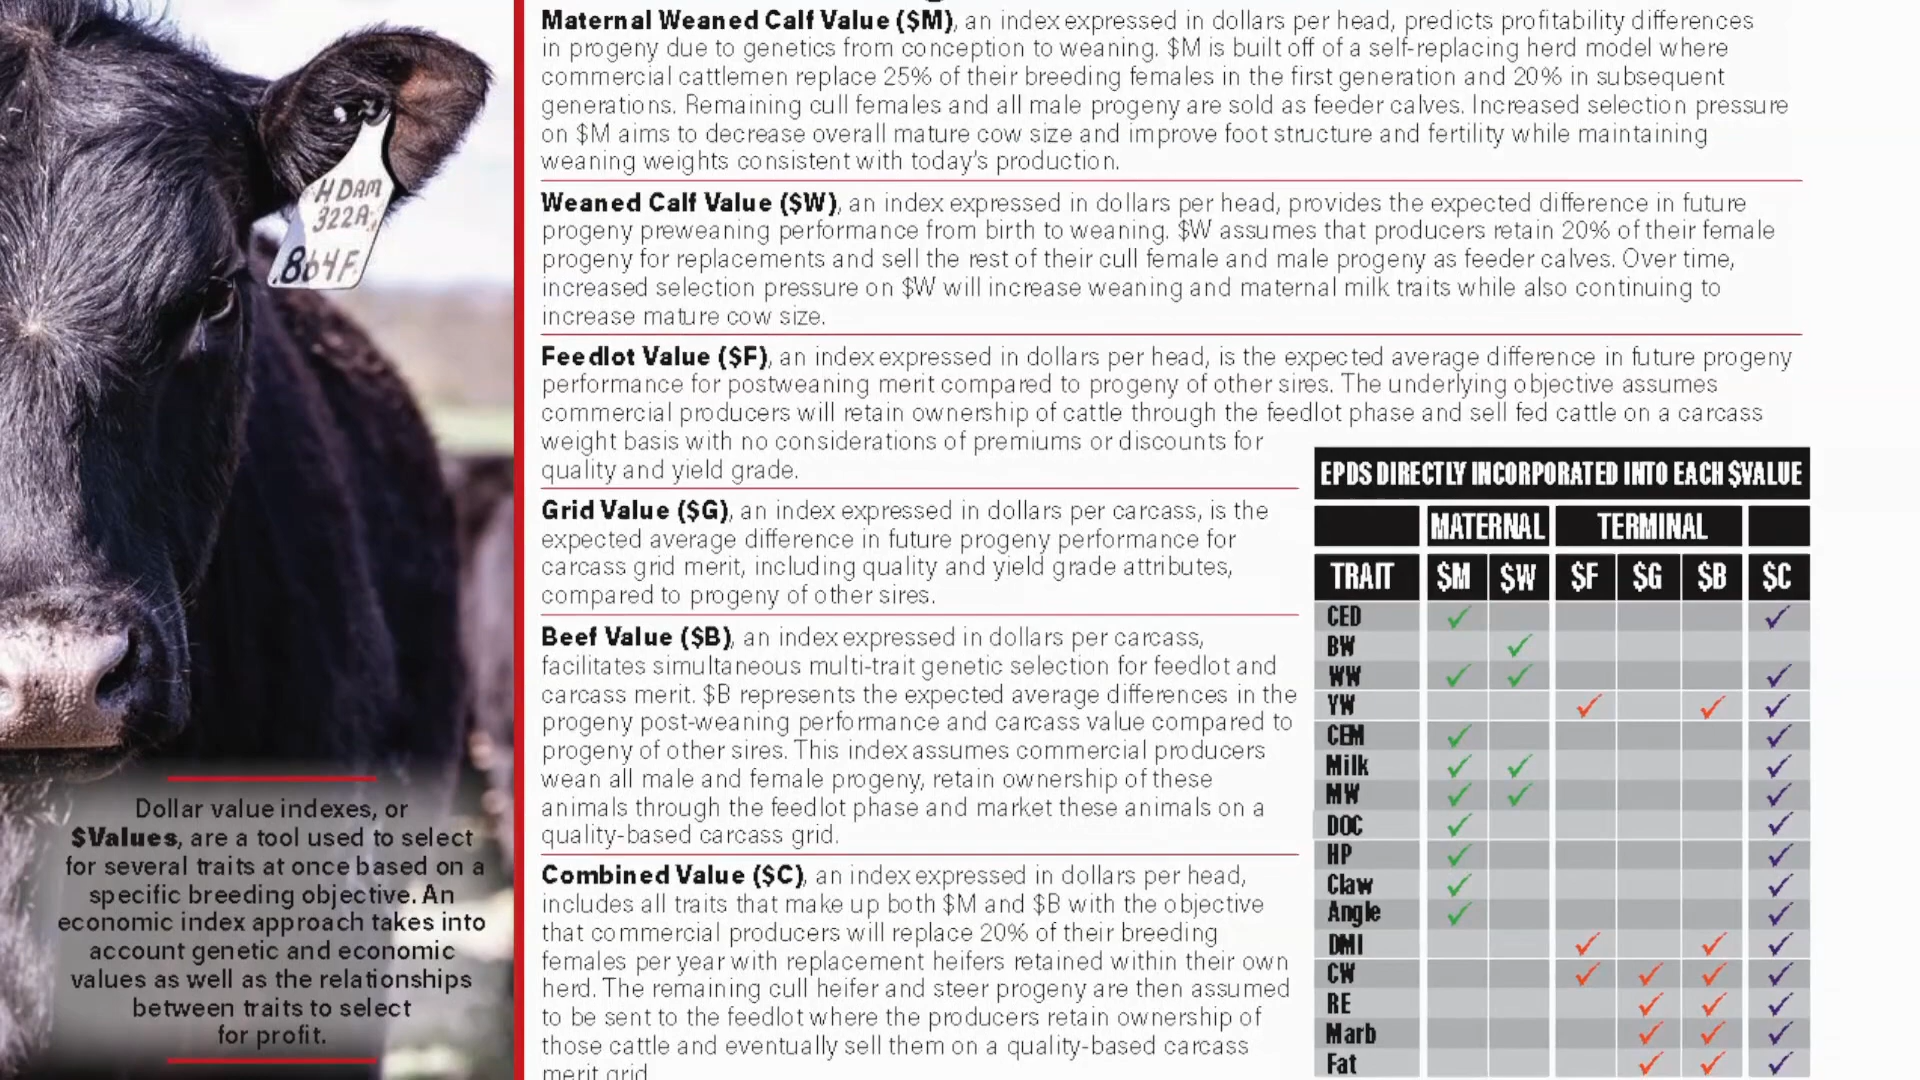 H DAM
322A
864F
Dollar value indexes, or
$Values, are a tool used to select
for several traits at once based on a
specific breeding objective. An
economic index approach takes into
account genetic and economic
values as well as the relationships
between traits to select
for profit.
Maternal Weaned Calf Value ($M), an index expressed in dollars per head, predicts profitability differences
in progeny due to genetics from conception to weaning. $M is built off of a self-replacing herd model where
commercial cattlemen replace 25% of their breeding females in the first generation and 20% in subsequent
generations. Remaining cull females and all male progeny are sold as feeder calves. Increased selection pressure
on $M aims to decrease overall mature cow size and improve foot structure and fertility while maintaining
weaning weights consistent with today's production.
Weaned Calf Value ($W), an index expressed in dollars per head, provides the expected difference in future
progeny preweaning performance from birth to weaning. $W assumes that producers retain 20% of their female
progeny for replacements and sell the rest of their cull female and male progeny as feeder calves. Over time,
increased selection pressure on $W will increase weaning and maternal milk traits while also continuing to
increase mature cow size.
Feedlot Value ($F), an index expressed in dollars per head, is the expected average difference in future progeny
performance for postweaning merit compared to progeny of other sires. The underlying objective assumes
commercial producers will retain ownership of cattle through the feedlot phase and sell fed cattle on a carcass
weight basis with no considerations of premiums or discounts for
quality and yield grade.
Grid Value ($G), an index expressed in dollars per carcass, is the
expected average difference in future progeny performance for
carcass grid merit, including quality and yield grade attributes,
compared to progeny of other sires.
Beef Value ($B), an index expressed in dollars per carcass,
facilitates simultaneous multi-trait genetic selection for feedlot and
carcass merit. $B represents the expected average differences in the
progeny post-weaning performance and carcass value compared to
progeny of other sires. This index assumes commercial producers
wean all male and female progeny, retain ownership of these
animals through the feedlot phase and market these animals on a
quality-based carcass grid.
Combined Value ($C), an index expressed in dollars per head,
includes all traits that make up both $M and $B with the objective
that commercial producers will replace 20% of their breeding
females per year with replacement heifers retained within their own
herd. The remaining cull heifer and steer progeny are then assumed
to be sent to the feedlot where the producers retain ownership of
those cattle and eventually sell them on a quality-based carcass
merit grid.
EPDS DIRECTLY INCORPORATED INTO EACH $VALUE
MATERNAL TERMINAL
TRAIT $M $W $F $G $B $C
CED ✓ ✓
BW ✓
WW ✓ ✓ ✓
YW ✓ ✓ ✓
CEM ✓ ✓
Milk ✓ ✓ ✓
MW ✓ ✓ ✓
DOC ✓ ✓
HP ✓ ✓
Claw ✓ ✓
Angle ✓ ✓
DMI ✓ ✓ ✓
CW ✓ ✓ ✓ ✓
RE ✓ ✓ ✓
Marb ✓ ✓ ✓
Fat ✓ ✓ ✓